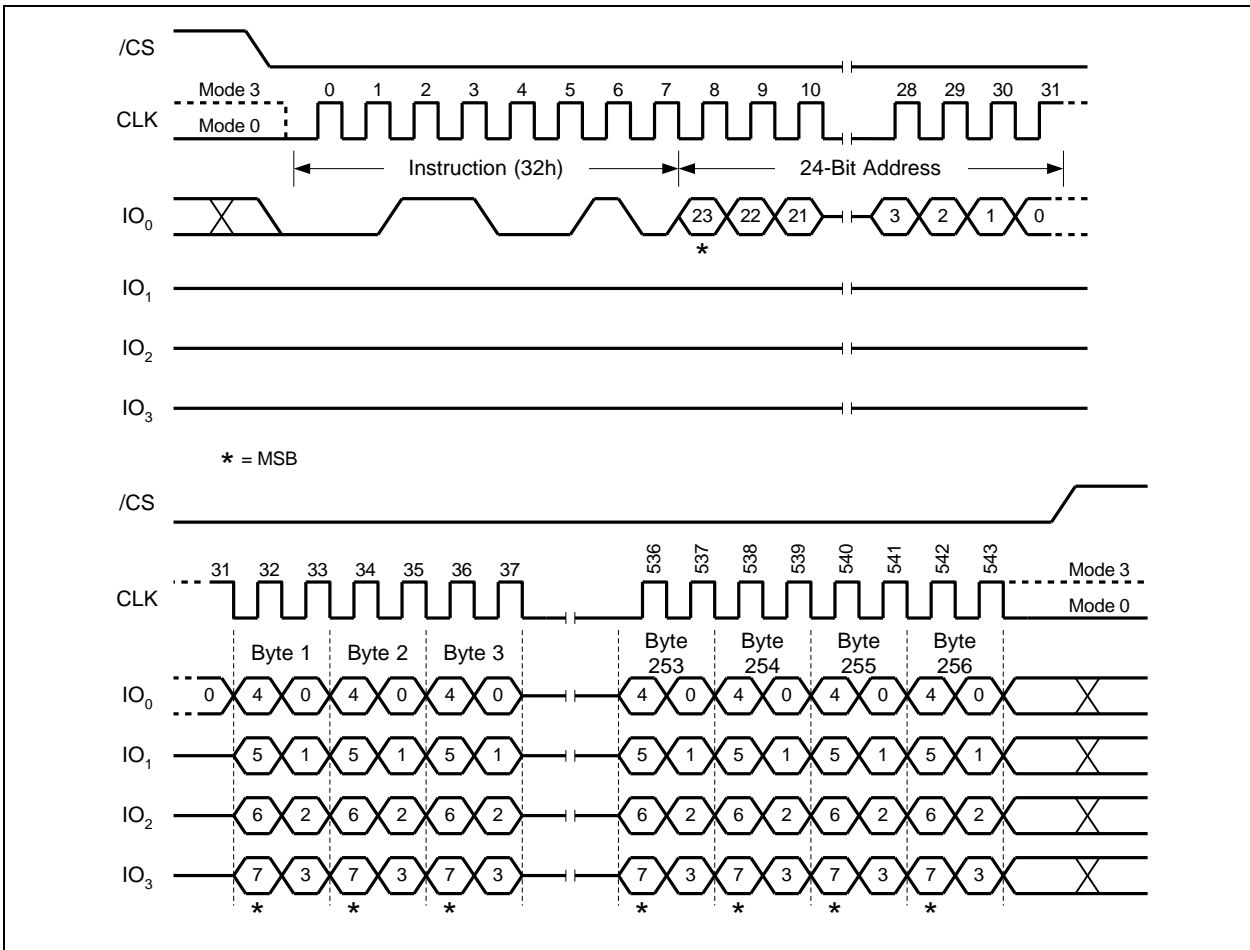 /CS
Mode 3 0 1 2 3 4 5 6 7 8 9 10 28 29 30 31
CLK
Mode 0
Instruction (32h) 24-Bit Address
IO0 23 22 21 3 2 1 0
*
IO1
IO2
IO3
* = MSB
/CS
31 32 33 34 35 36 37 536 537 538 539 540 541 542 543 Mode 3
CLK
Mode 0
Byte 1 Byte 2 Byte 3 Byte 253 Byte 254 Byte 255 Byte 256
IO0 0 4 0 4 0 4 0 4 0 4 0 4 0 4 0
IO1 5 1 5 1 5 1 5 1 5 1 5 1 5 1
IO2 6 2 6 2 6 2 6 2 6 2 6 2 6 2
IO3 7 3 7 3 7 3 7 3 7 3 7 3 7 3
* * * * * * *